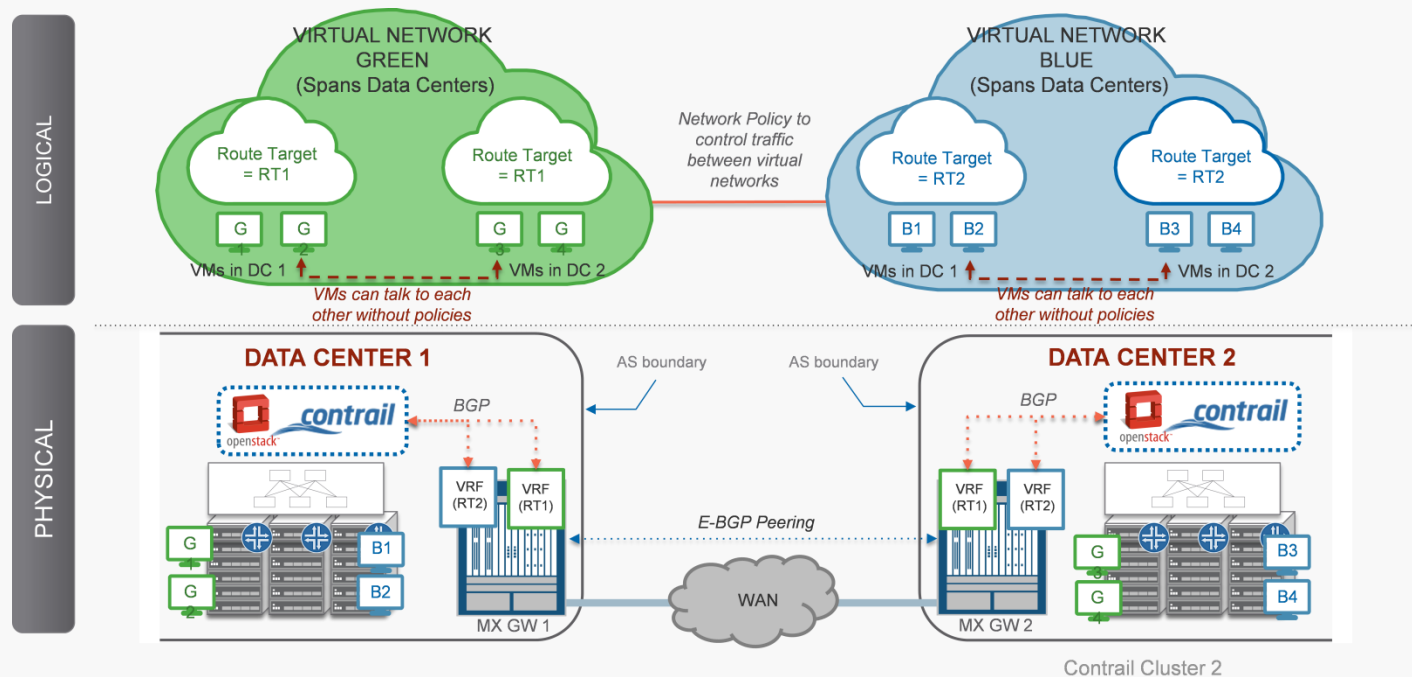 LOGICAL
VIRTUAL NETWORK
GREEN
(Spans Data Centers)
Route Target
= RT1
Route Target
= RT1
G
1
G
2
G
3
G
4
VMs in DC 1
VMs in DC 2
VMs can talk to each
other without policies
Network Policy to
control traffic
between virtual
networks
VIRTUAL NETWORK
BLUE
(Spans Data Centers)
Route Target
= RT2
Route Target
= RT2
B1
B2
B3
B4
VMs in DC 1
VMs in DC 2
VMs can talk to each
other without policies
PHYSICAL
DATA CENTER 1
openstack™
contrail
BGP
VRF
(RT2)
VRF
(RT1)
G
1
G
2
B1
B2
MX GW 1
AS boundary
AS boundary
E-BGP Peering
WAN
DATA CENTER 2
BGP
openstack™
contrail
VRF
(RT1)
VRF
(RT2)
G
3
G
4
B3
B4
MX GW 2
Contrail Cluster 2